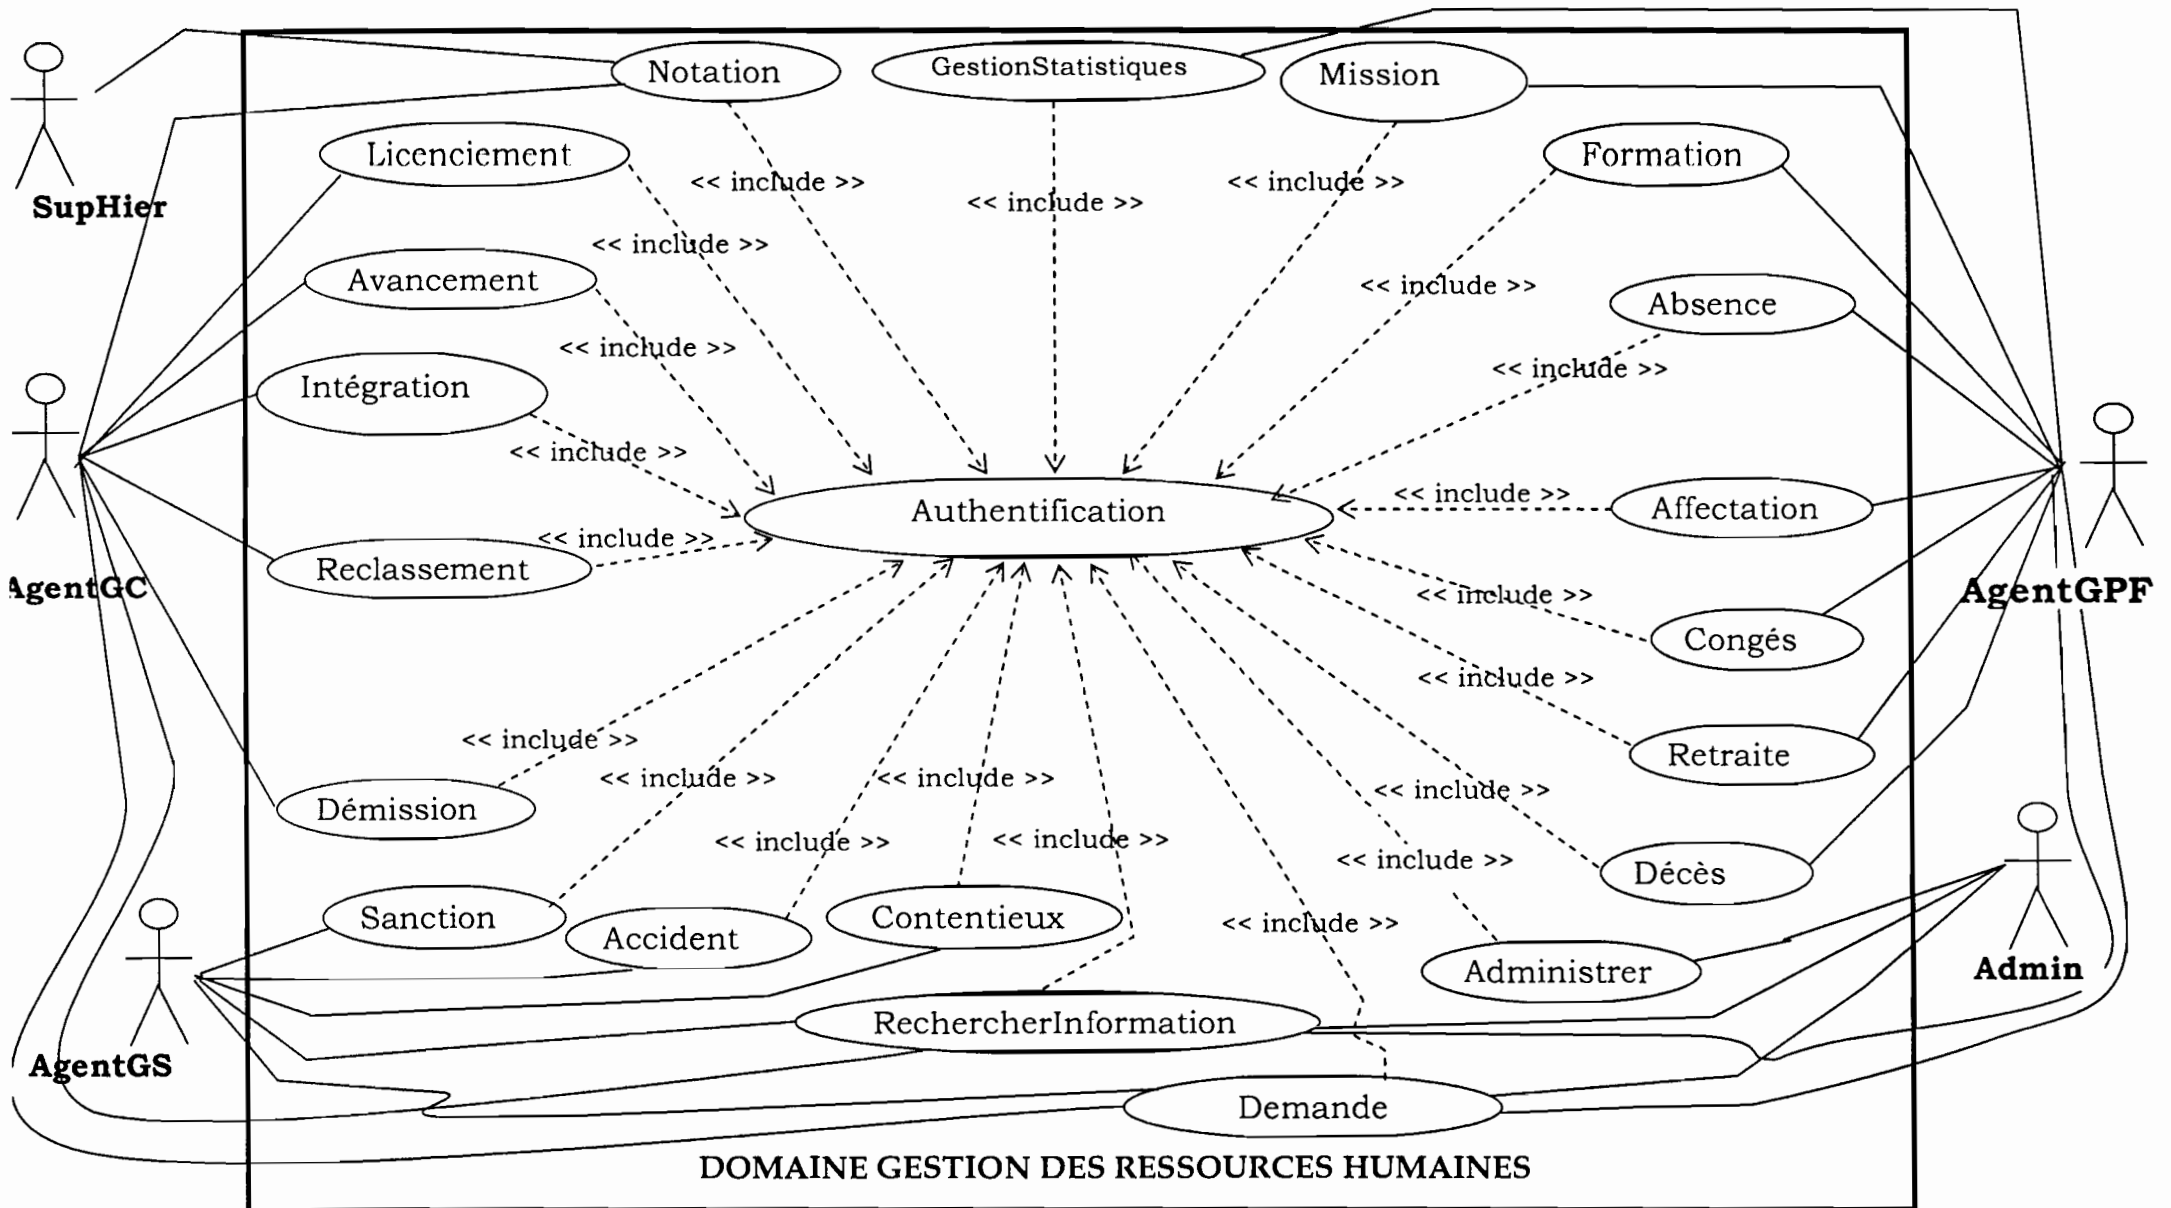 Notation
GestionStatistiques
Mission
Licenciement
Formation
<< include >>
<< include >>
<< include >>
SupHier
<< include >>
Avancement
<< include >>
Absence
<< include >>
<< include >>
Intégration
<< include >>
<< include >>
Authentification
Affectation
<< include >>
Reclassement
AgentGC
<< include >>
AgentGPF
Congés
<< include >>
<< include >>
Retraite
<< include >>
<< include >>
<< include >>
Démission
<< include >>
<< include >>
<< include >>
Décès
Sanction
Accident
Contentieux
<< include >>
Administrer
Admin
RechercherInformation
AgentGS
Demande
DOMAINE GESTION DES RESSOURCES HUMAINES